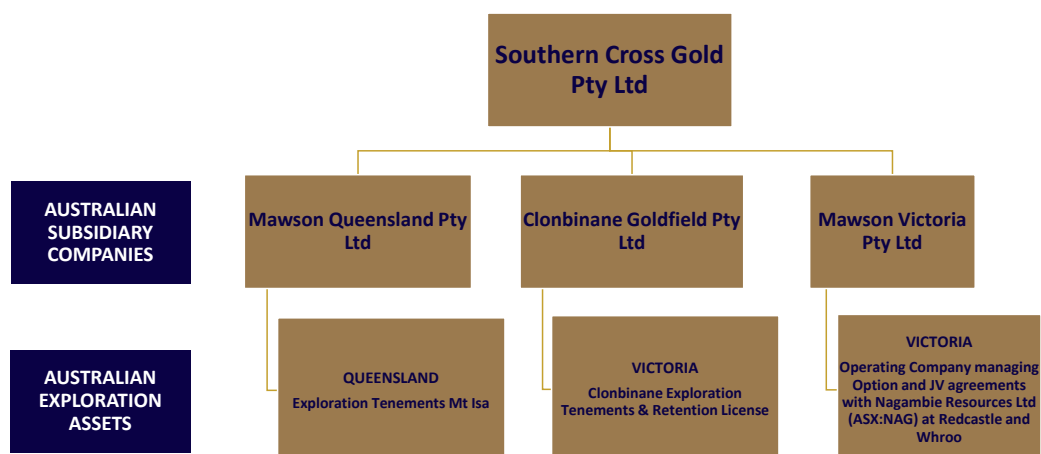 Southern Cross Gold
Pty Ltd
AUSTRALIAN
SUBSIDIARY
COMPANIES
Mawson Queensland Pty
Ltd
Clonbinane Goldfield Pty
Ltd
Mawson Victoria
Pty Ltd
AUSTRALIAN
EXPLORATION
ASSETS
QUEENSLAND
Exploration Tenements Mt Isa
VICTORIA
Clonbinane Exploration
Tenements & Retention License
VICTORIA
Operating Company managing
Option and JV agreements
with Nagambie Resources Ltd
(ASX:NAG) at Redcastle and
Whroo